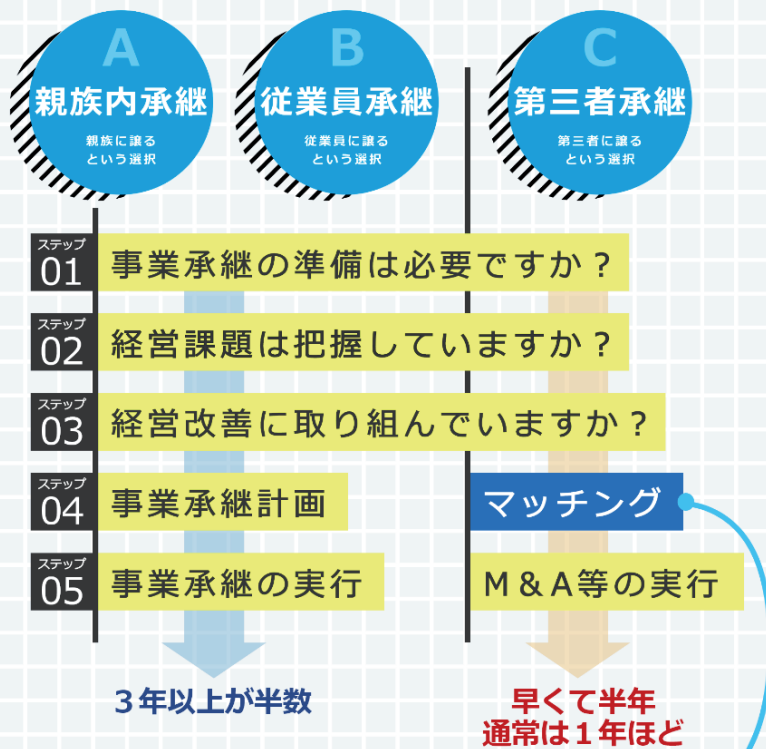 A
親族内承継
親族に譲る
という選択
B
従業員承継
従業員に譲る
という選択
C
第三者承継
第三者に譲る
という選択
ステップ
01
事業承継の準備は必要ですか？
ステップ
02
経営課題は把握していますか？
ステップ
03
経営改善に取り組んでいますか？
ステップ
04
事業承継計画
マッチング
ステップ
05
事業承継の実行
M＆A等の実行
３年以上が半数
早くて半年
通常は１年ほど